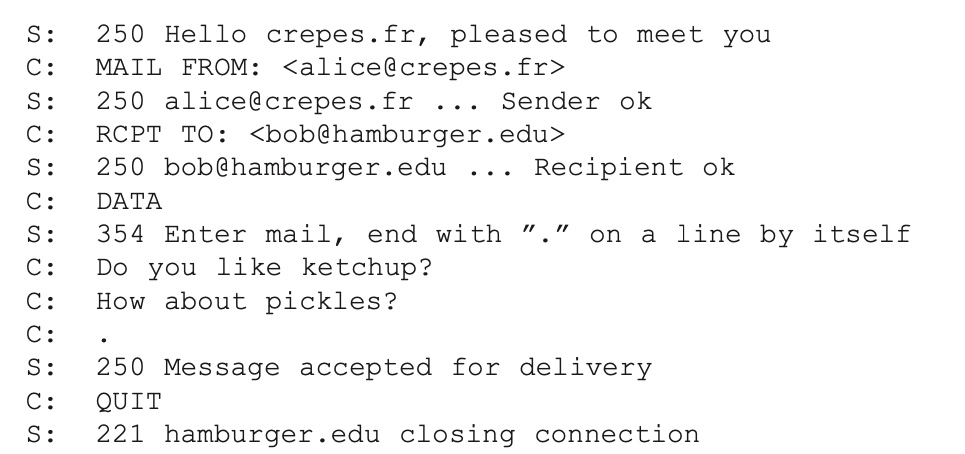 S: 250 Hello crepes.fr, pleased to meet you
C: MAIL FROM: <alice@crepes.fr>
S: 250 alice@crepes.fr ... Sender ok
C: RCPT TO: <bob@hamburger.edu>
S: 250 bob@hamburger.edu ... Recipient ok
C: DATA
S: 354 Enter mail, end with ”.” on a line by itself
C: Do you like ketchup?
C: How about pickles?
C: .
S: 250 Message accepted for delivery
C: QUIT
S: 221 hamburger.edu closing connection